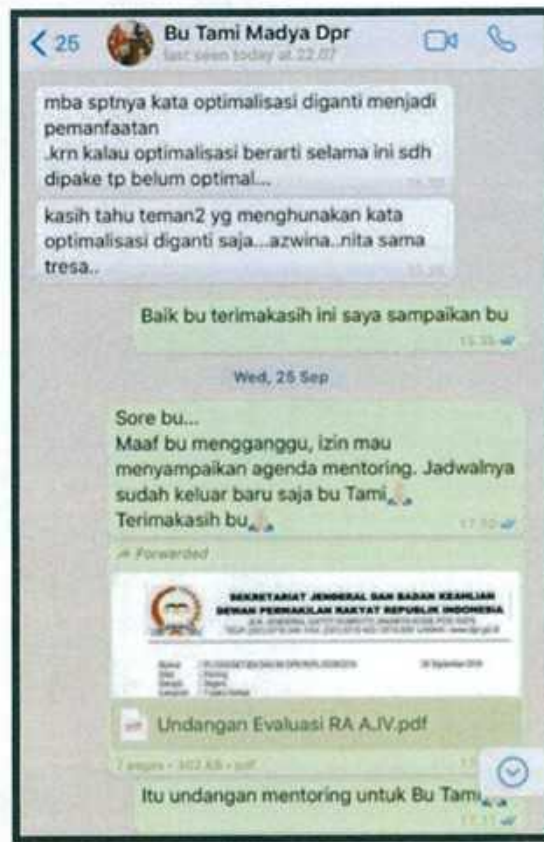 25
Bu Tami Madya Dpr
last seen today at 22.07
mba sptnya kata optimalisasi diganti menjadi
pemanfaatan
.krn kalau optimalisasi berarti selama ini sdh
dipake tp belum optimal...
kasih tahu teman2 yg menghunakan kata
optimalisasi diganti saja...azwina..nita sama
tresa..
Baik bu terimakasih ini saya sampaikan bu
Wed, 25 Sep
Sore bu...
Maaf bu mengganggu, izin mau
menyampaikan agenda mentoring. Jadwalnya
sudah keluar baru saja bu Tami
Terimakasih bu
Forwarded
SEKRETARIAT JENDERAL DAN BADAN KEAHLIAN
DEWAN PERWAKILAN RAKYAT REPUBLIK INDONESIA
Undangan Evaluasi RA A.IV.pdf
Itu undangan mentoring untuk Bu Tami